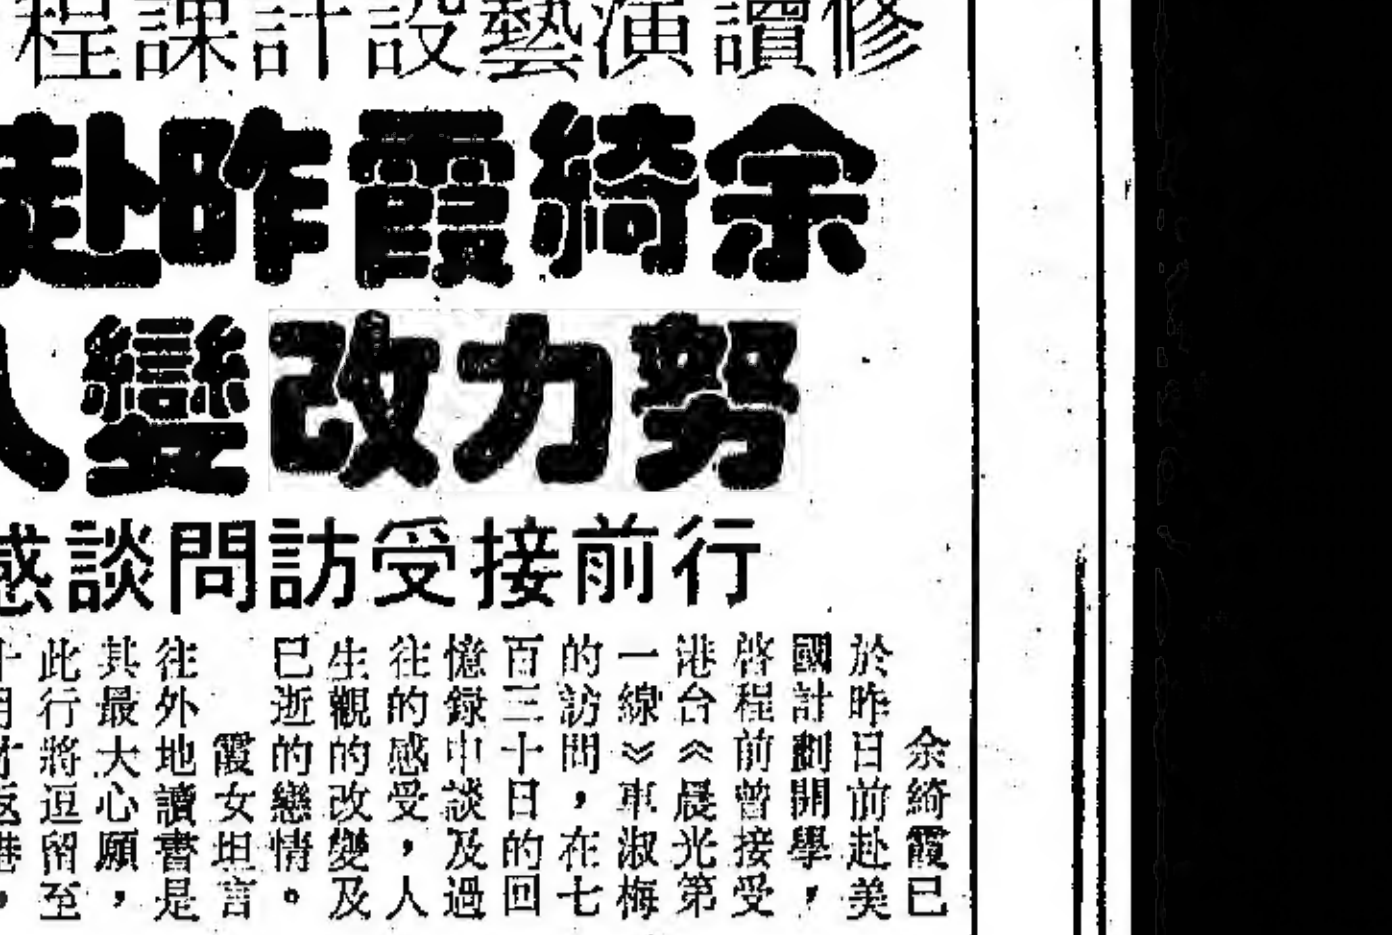 修讀演藝設計課程
余綺霞昨赴
努力改變人
行前接受訪問談感
余綺霞已
於昨日前赴美
國計劃開學，
啓程前曾接受
港台《晨光第
一線》車淑梅
的訪問，在七
百三十日的回
憶録中談及過
往的感受，人
生觀的改變及
已逝的戀情。
霞女坦言
往外地讀書是
其最大心願，
此行將逗留至